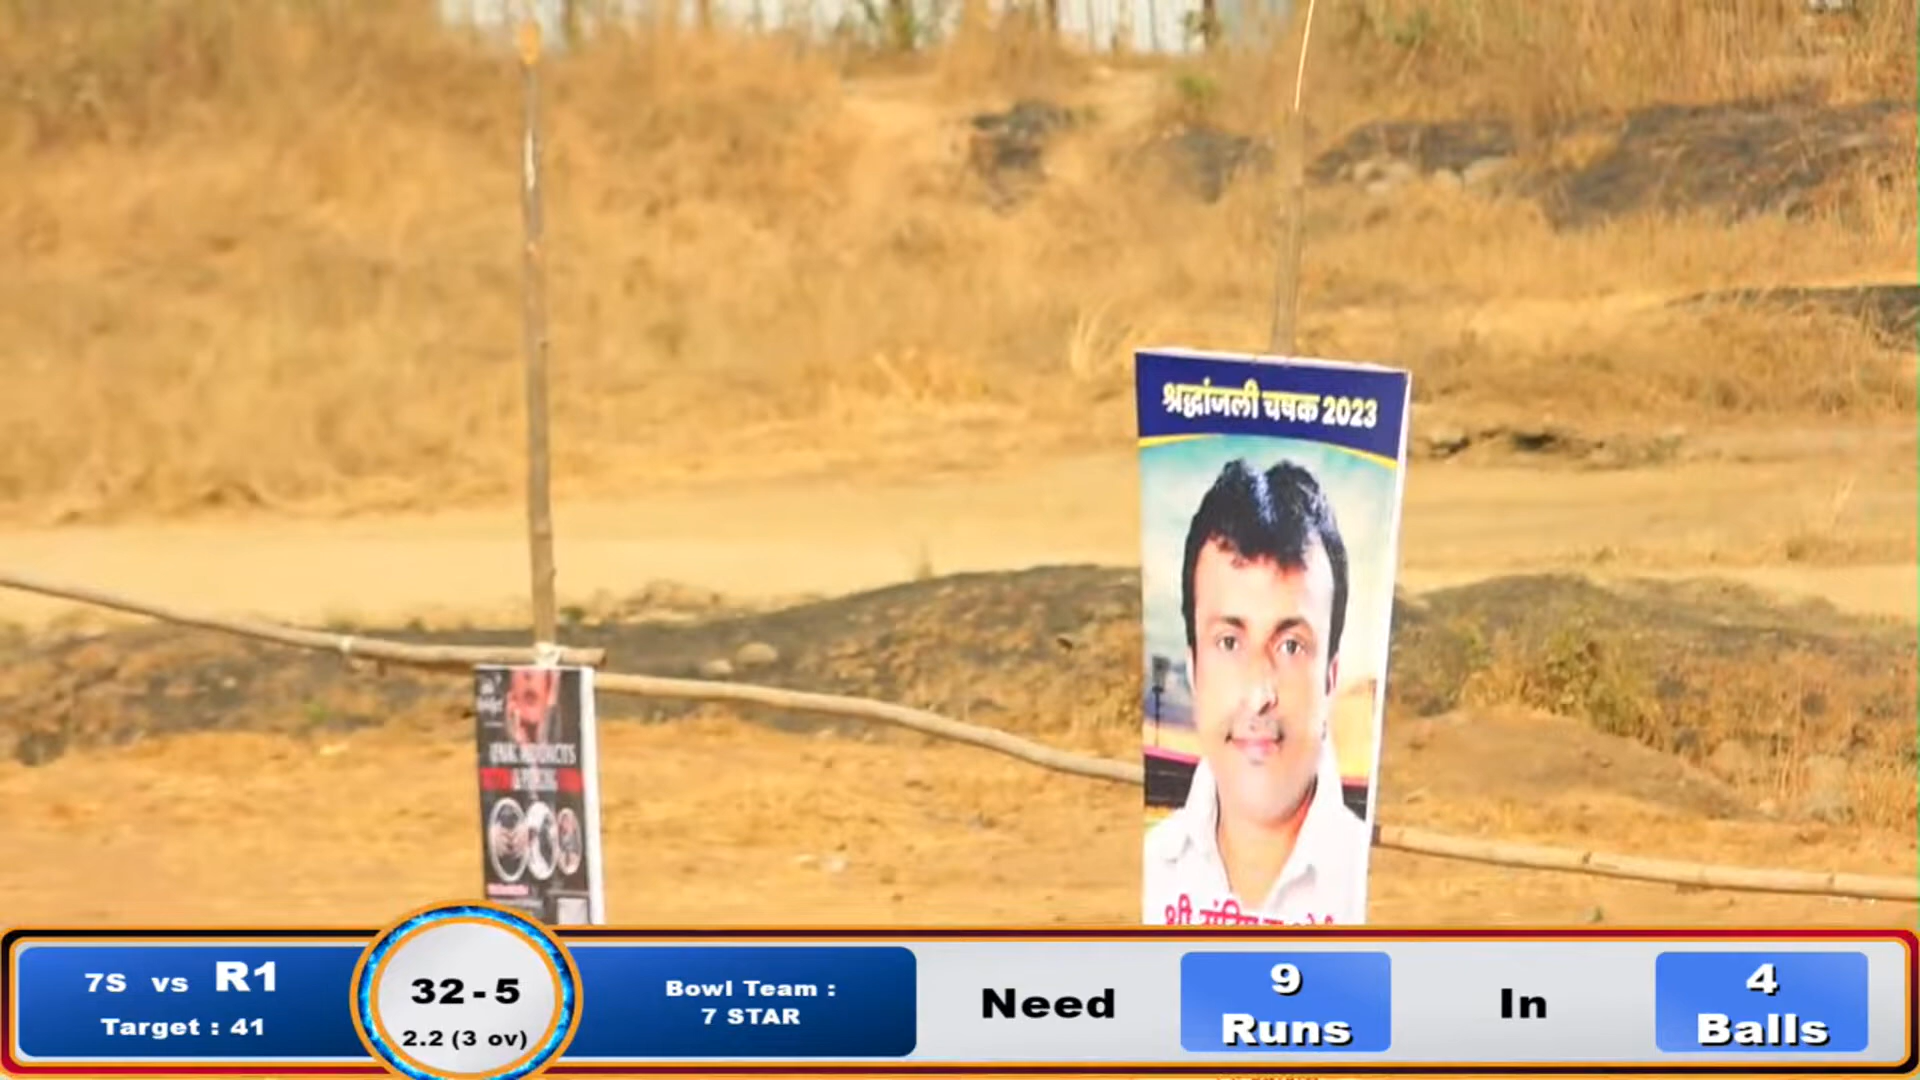 श्रद्धांजली चषक 2023
7S vs R1
Target : 41
32-5
2.2 (3 ov)
Bowl Team :
7 STAR
Need
9
Runs
In
4
Balls